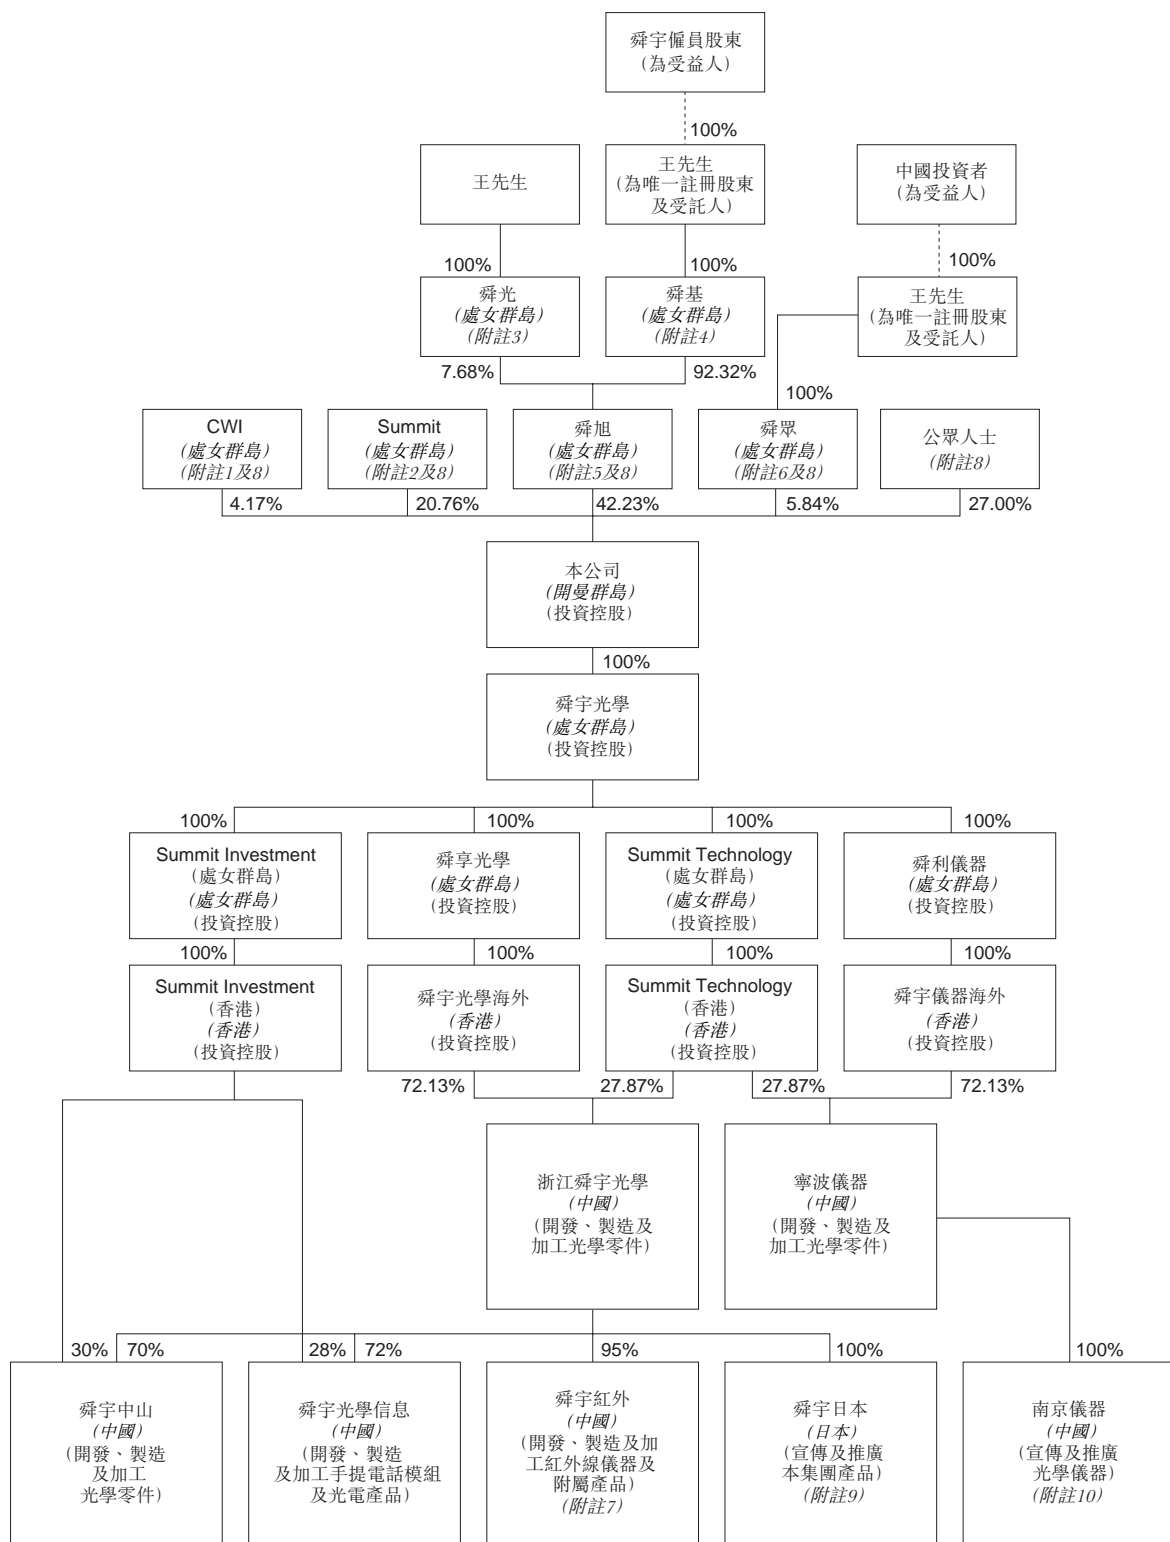 舜宇僱員股東
(為受益人)
100%
王先生
王先生
(為唯一註冊股東
及受託人)
中國投資者
(為受益人)
100%
100%
100%
舜光
(處女群島)
(附註3)
舜基
(處女群島)
(附註4)
王先生
(為唯一註冊股東
及受託人)
7.68%
92.32%
100%
CWI
(處女群島)
(附註1及8)
Summit
(處女群島)
(附註2及8)
舜旭
(處女群島)
(附註5及8)
舜眾
(處女群島)
(附註6及8)
公眾人士
(附註8)
4.17%
20.76%
42.23%
5.84%
27.00%
本公司
(開曼群島)
(投資控股)
100%
舜宇光學
(處女群島)
(投資控股)
100%
100%
100%
100%
Summit Investment
(處女群島)
(處女群島)
(投資控股)
舜享光學
(處女群島)
(投資控股)
Summit Technology
(處女群島)
(處女群島)
(投資控股)
舜利儀器
(處女群島)
(投資控股)
100%
100%
100%
100%
Summit Investment
(香港)
(香港)
(投資控股)
舜宇光學海外
(香港)
(投資控股)
Summit Technology
(香港)
(香港)
(投資控股)
舜宇儀器海外
(香港)
(投資控股)
72.13%
27.87%
27.87%
72.13%
浙江舜宇光學
(中國)
(開發、製造及
加工光學零件)
寧波儀器
(中國)
(開發、製造及
加工光學零件)
30%
70%
28%
72%
95%
100%
100%
舜宇中山
(中國)
(開發、製造
及加工
光學零件)
舜宇光學信息
(中國)
(開發、製造
及加工手提電話模組
及光電產品)
舜宇紅外
(中國)
(開發、製造及加
工紅外線儀器及
附屬產品)
(附註7)
舜宇日本
(日本)
(宣傳及推廣
本集團產品)
(附註9)
南京儀器
(中國)
(宣傳及推廣
光學儀器)
(附註10)